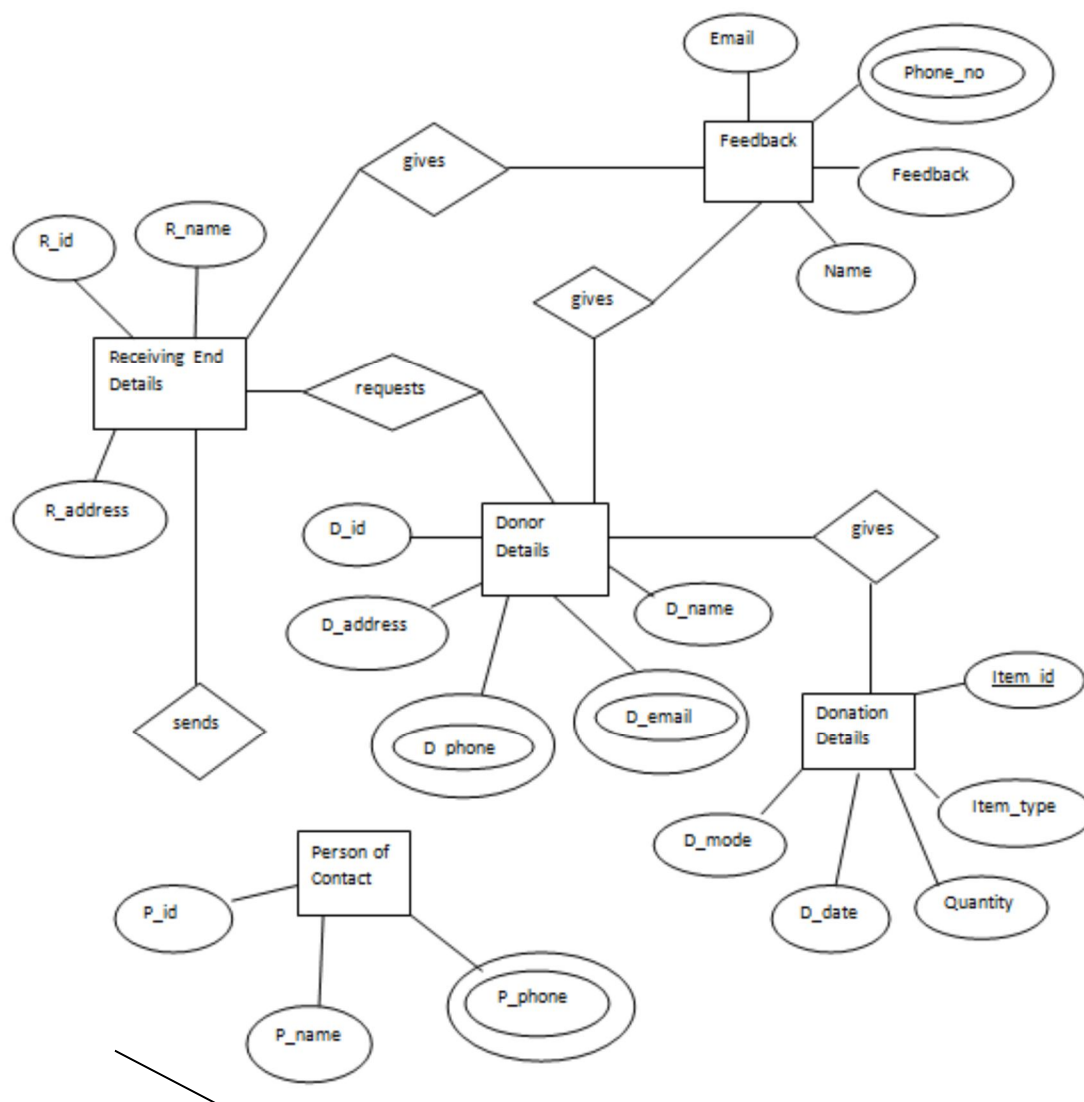 Email
Phone_no
Feedback
gives
Feedback
R_name
R_id
Name
gives
Receiving End
Details
requests
R_address
D_id
Donor
Details
gives
D_address
D_name
Item_id
D_email
sends
D_phone
Donation
Details
Item_type
D_mode
Person of
Contact
Quantity
P_id
D_date
P_phone
P_name